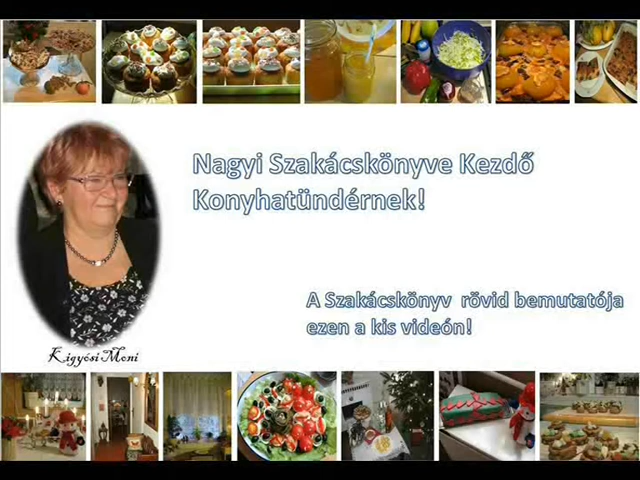 Nagyi Szakácskönyve Kezdő
Konyhatündérnek!
A Szakácskönyv rövid bemutatója
ezen a kis videón!
Kigyósi Moni